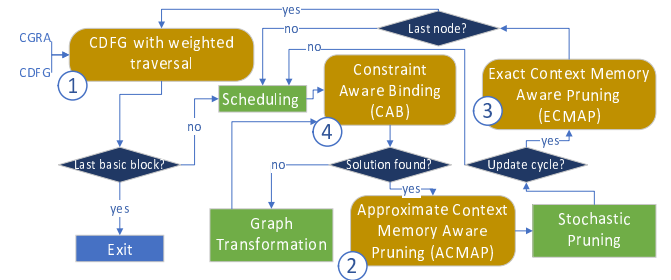 yes
CGRA
CDFG
1
CDFG with weighted
traversal
Last node?
no
no
Scheduling
Constraint
Aware Binding
(CAB)
4
Exact Context Memory
Aware Pruning
(ECMAP)
3
no
Last basic block?
Solution found?
Update cycle?
yes
no
yes
yes
Exit
Graph
Transformation
Approximate Context
Memory Aware
Pruning (ACMAP)
2
Stochastic
Pruning